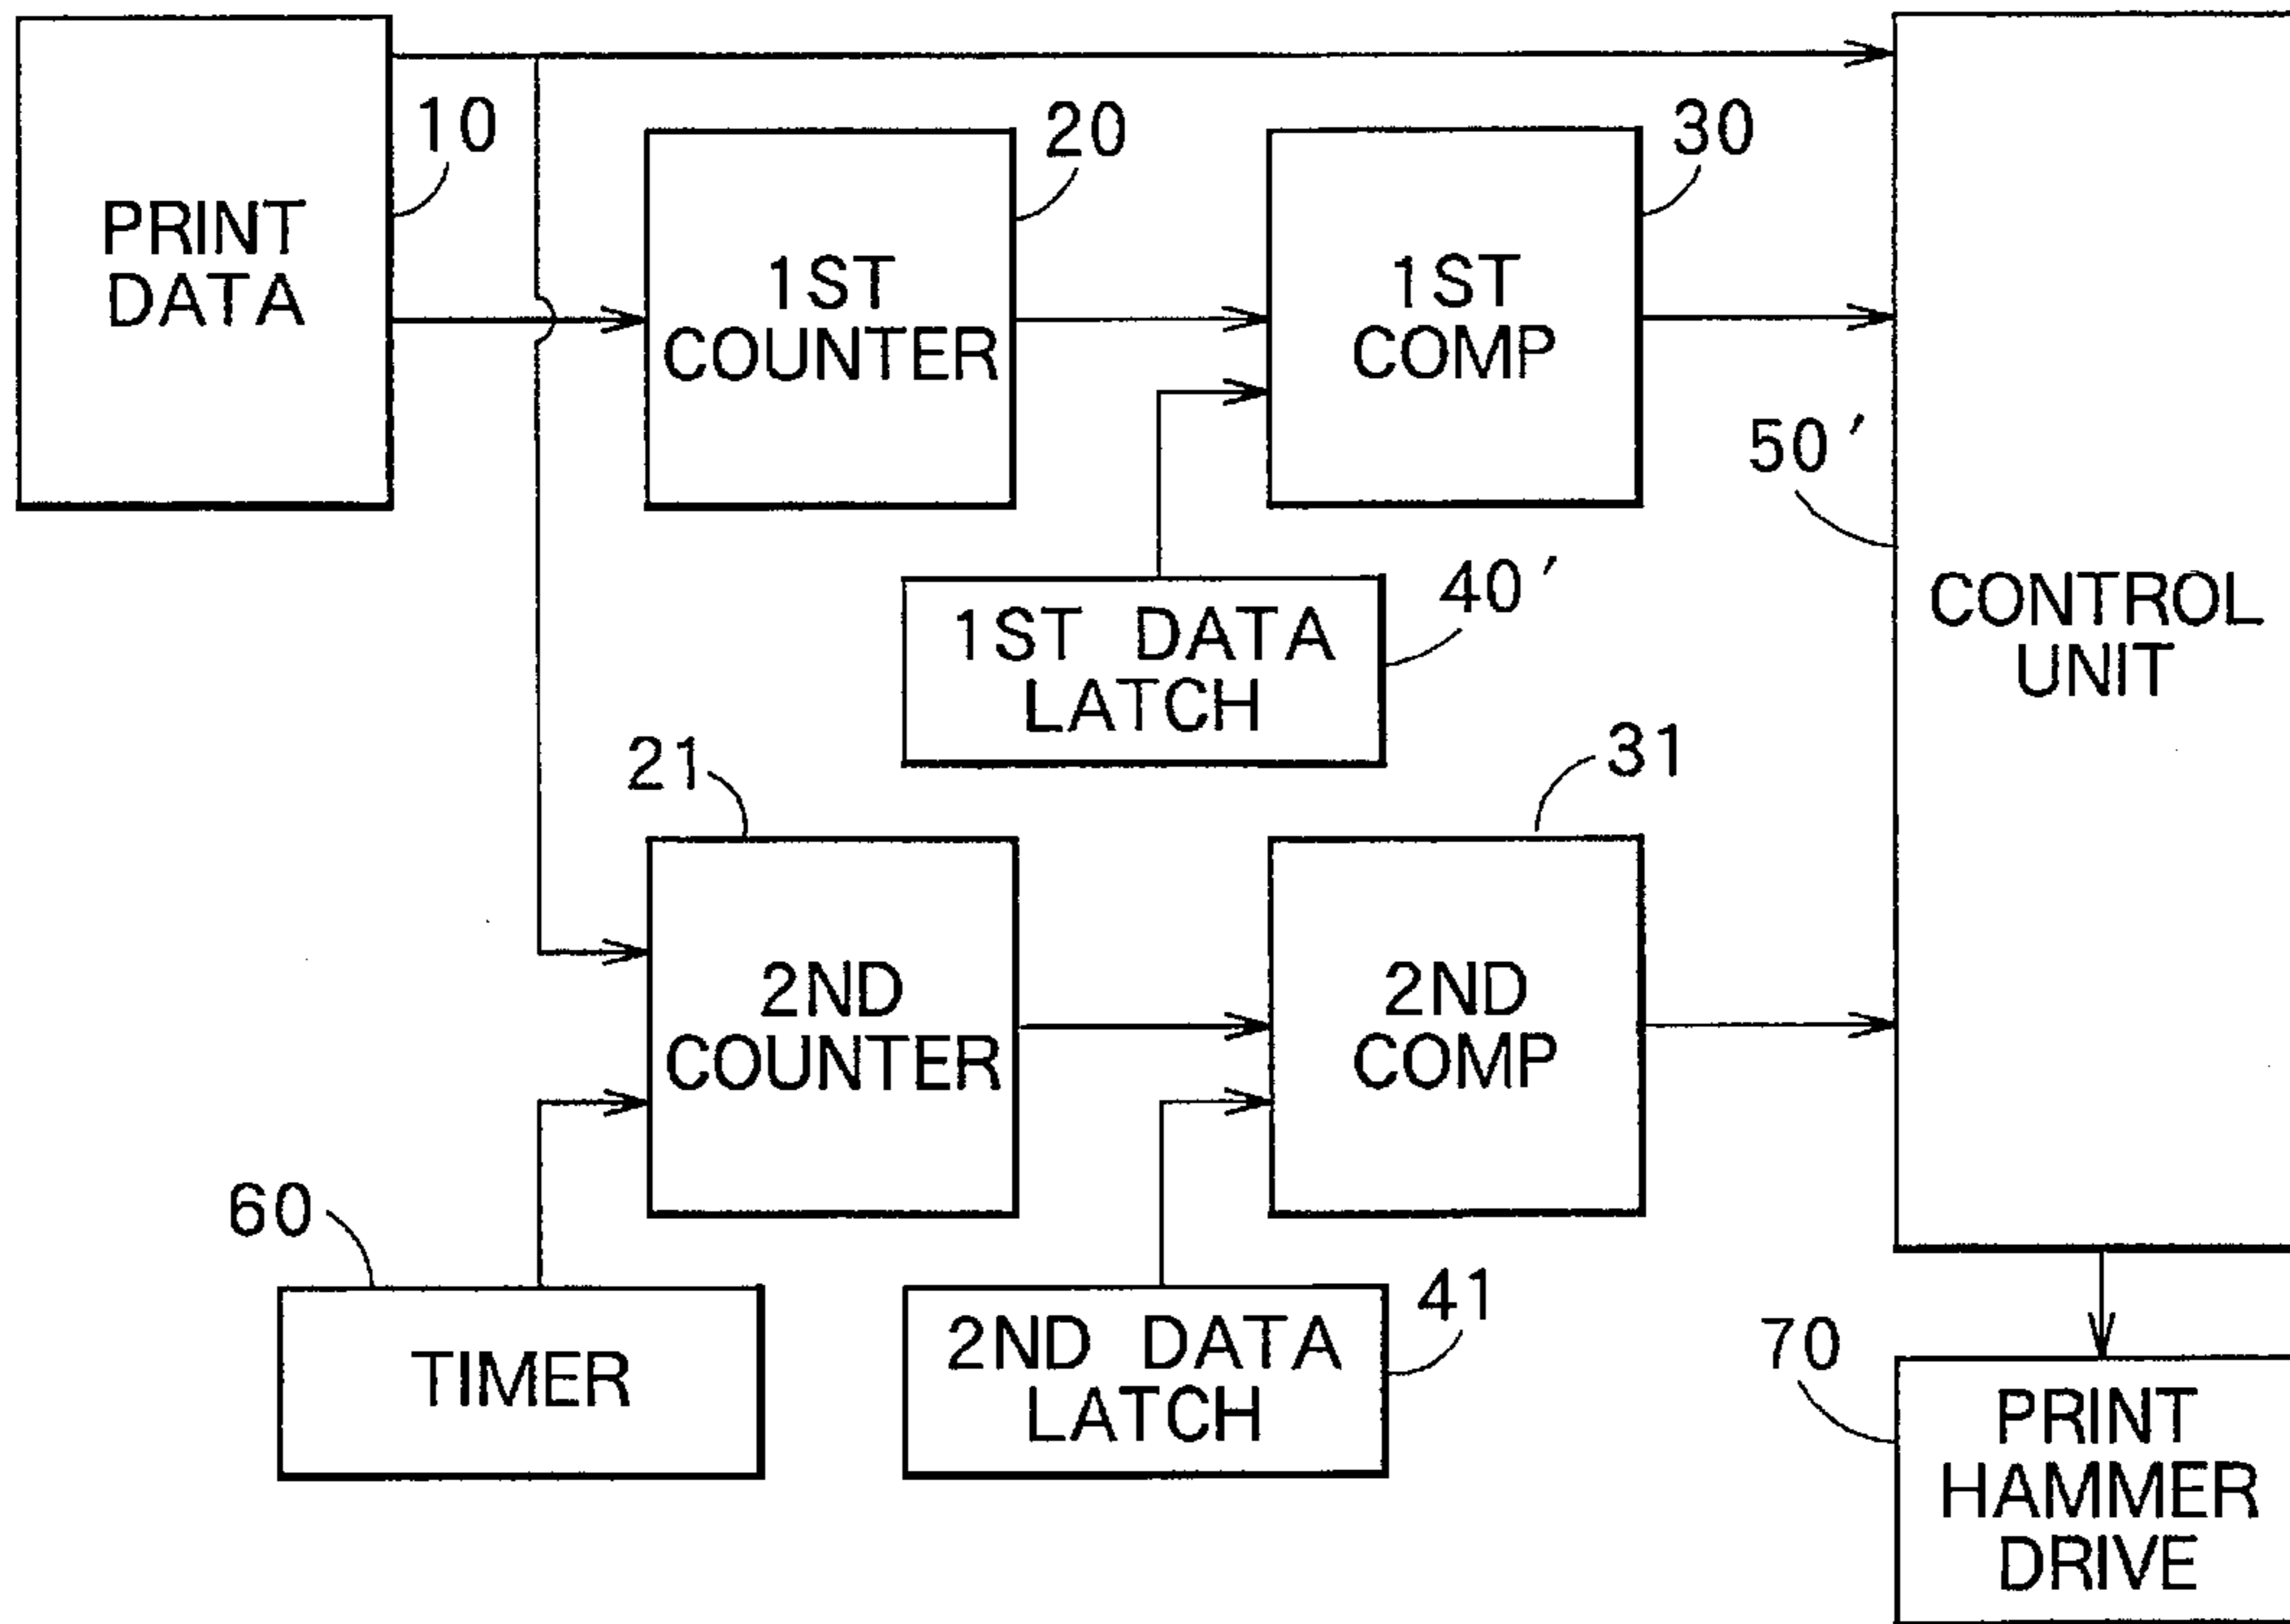 PRINT
DATA
10
1ST
COUNTER
20
1ST
COMP
30
50'
CONTROL
UNIT
1ST DATA
LATCH
40'
21
2ND
COUNTER
31
2ND
COMP
60
TIMER
2ND DATA
LATCH
41
70
PRINT
HAMMER
DRIVE